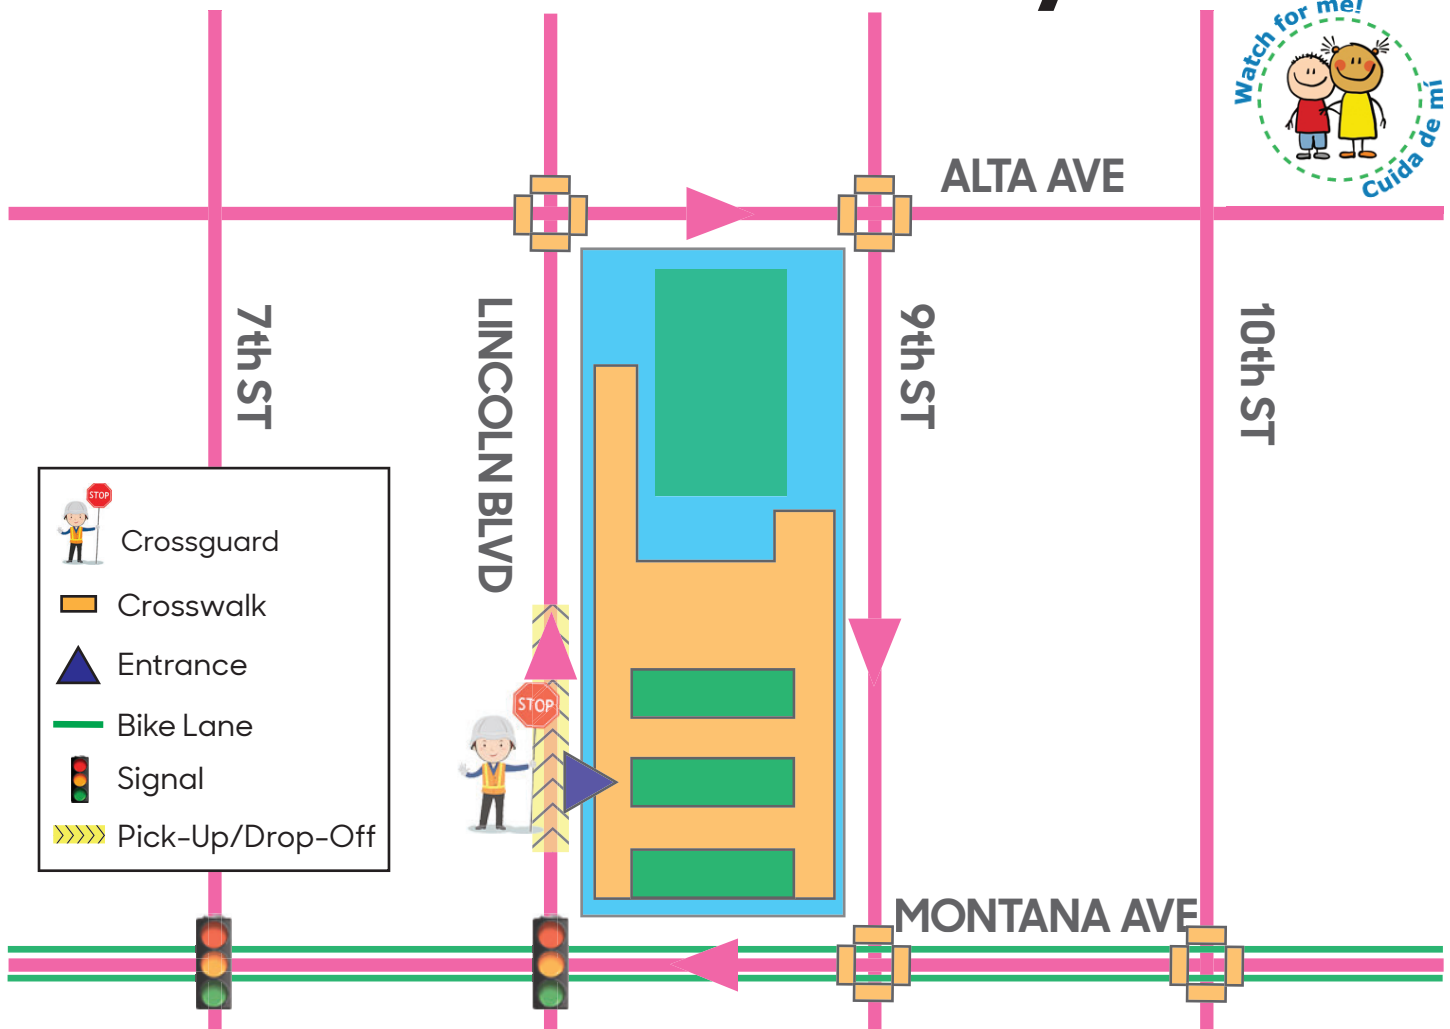 Watch for me!
Cuida de mí
ALTA AVE
7th ST
LINCOLN BLVD
9th ST
10th ST
STOP
Crossguard
Crosswalk
Entrance
Bike Lane
Signal
Pick-Up/Drop-Off
STOP
MONTANA AVE